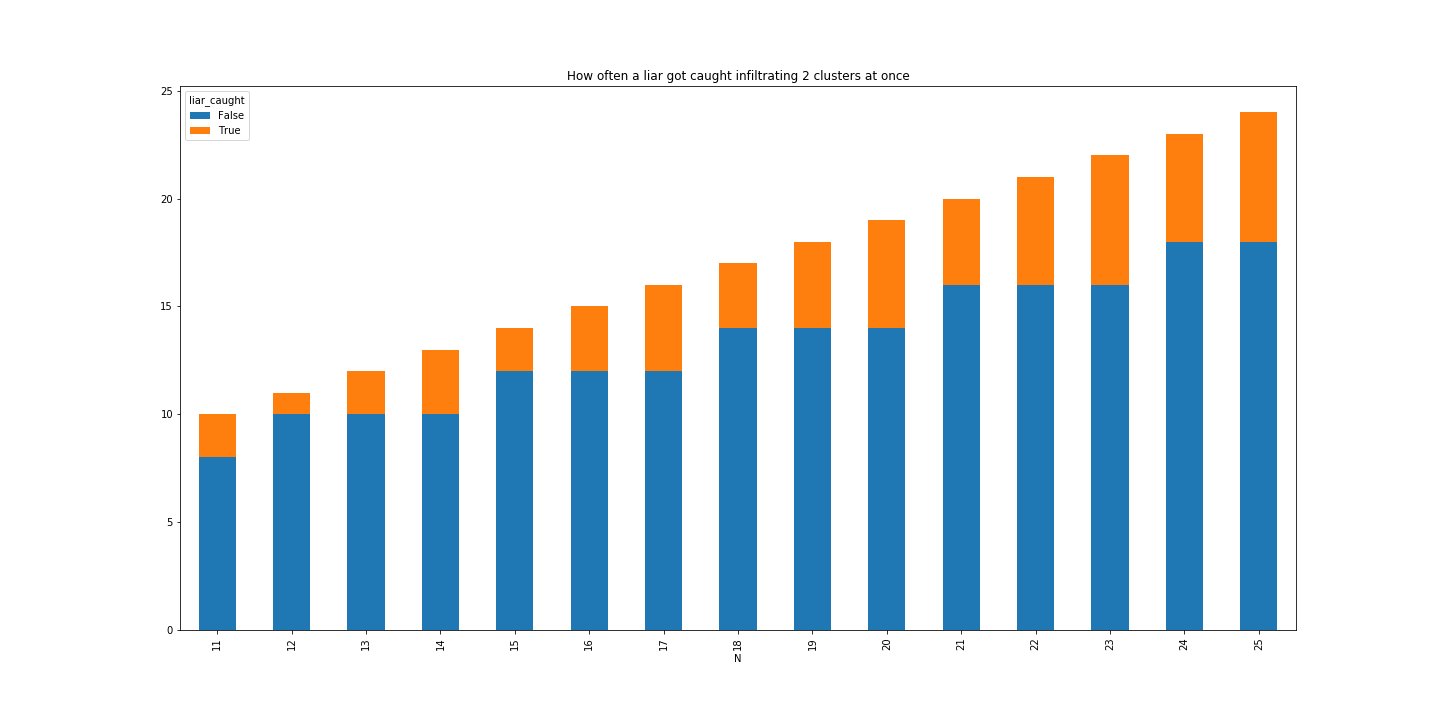 How often a liar got caught infiltrating 2 clusters at once
liar_caught
False
True
25
20
15
10
5
0
11 12 13 14 15 16 17 18 19 20 21 22 23 24 25
N